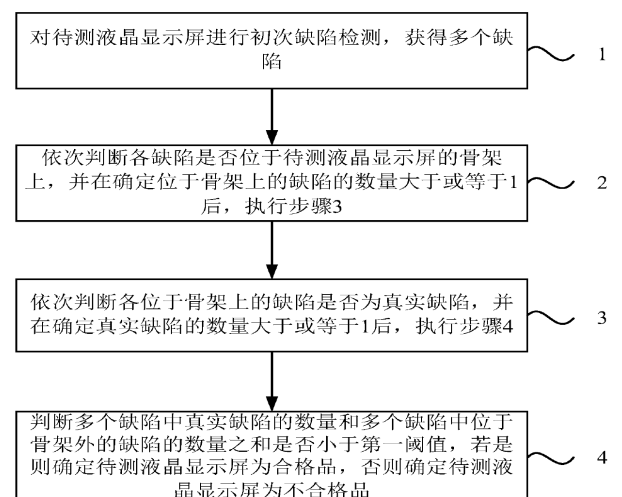 对待测液晶显示屏进行初次缺陷检测，获得多个缺
陷
1
依次判断各缺陷是否位于待测液晶显示屏的骨架
上，并在确定位于骨架上的缺陷的数量大于或等于1
后，执行步骤3
2
依次判断各位于骨架上的缺陷是否为真实缺陷，并
在确定真实缺陷的数量大于或等于1后，执行步骤4
3
判断多个缺陷中真实缺陷的数量和多个缺陷中位于
骨架外的缺陷的数量之和是否小于第一阈值，若是
则确定待测液晶显示屏为合格品，否则确定待测液
晶显示屏为不合格品
4